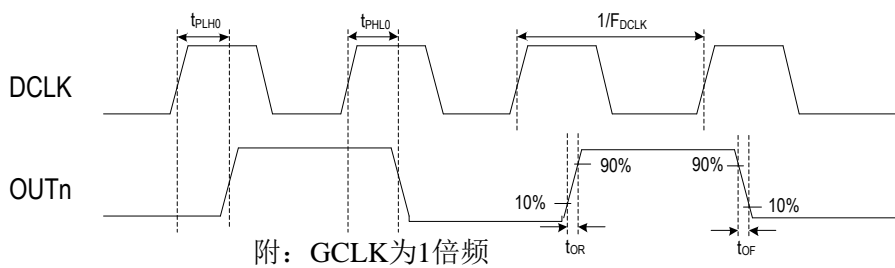 tPLH0 tPHL0 1/FDCLK
DCLK
90% 90%
OUTn
10% 10%
tOR tOF
附：GCLK为1倍频